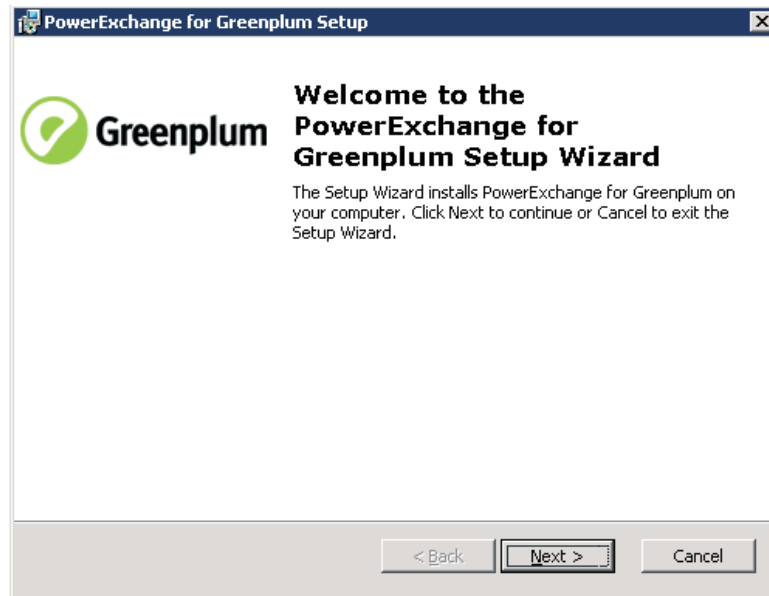 PowerExchange for Greenplum Setup
Greenplum
Welcome to the
PowerExchange for
Greenplum Setup Wizard
The Setup Wizard installs PowerExchange for Greenplum on
your computer. Click Next to continue or Cancel to exit the
Setup Wizard.
< Back
Next >
Cancel